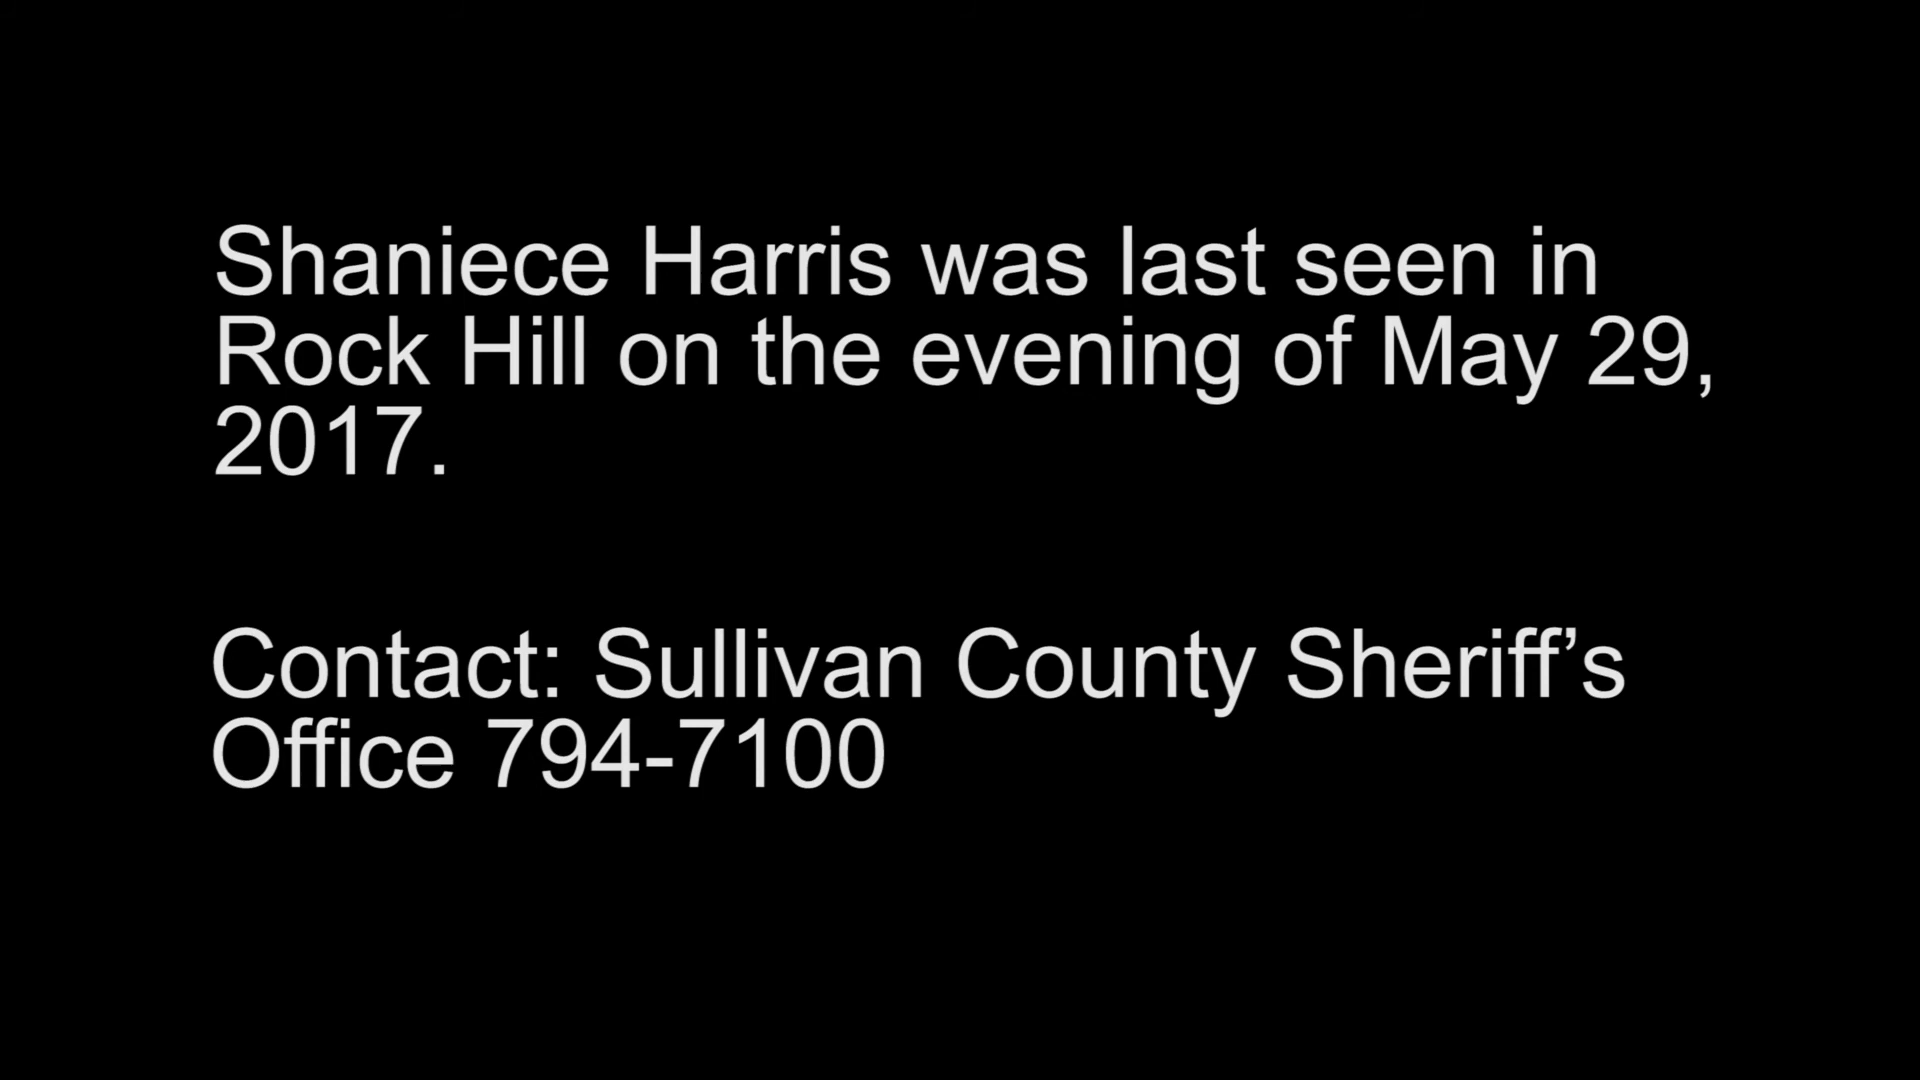 Shaniece Harris was last seen in
Rock Hill on the evening of May 29,
2017.
Contact: Sullivan County Sheriff’s
Office 794-7100